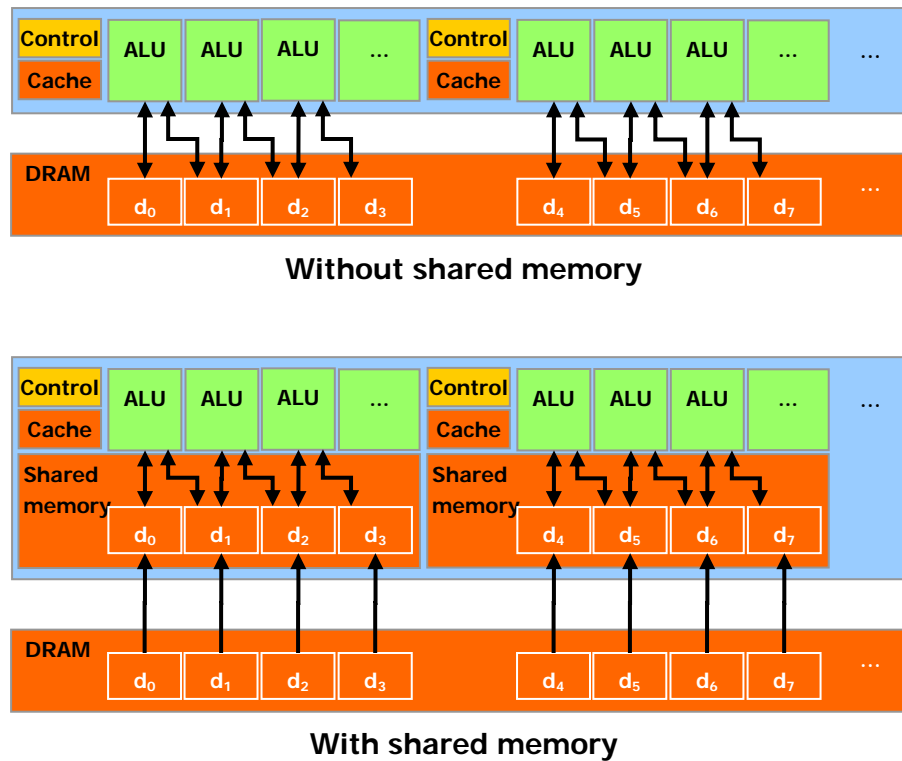 Control ALU ALU ALU ... Control ALU ALU ALU ... ...
Cache Cache
DRAM ...
d₀ d₁ d₂ d₃ d₄ d₅ d₆ d₇
Without shared memory
Control ALU ALU ALU ... Control ALU ALU ALU ... ...
Cache Cache
Shared Shared
memory memory
d₀ d₁ d₂ d₃ d₄ d₅ d₆ d₇
DRAM ...
d₀ d₁ d₂ d₃ d₄ d₅ d₆ d₇
With shared memory